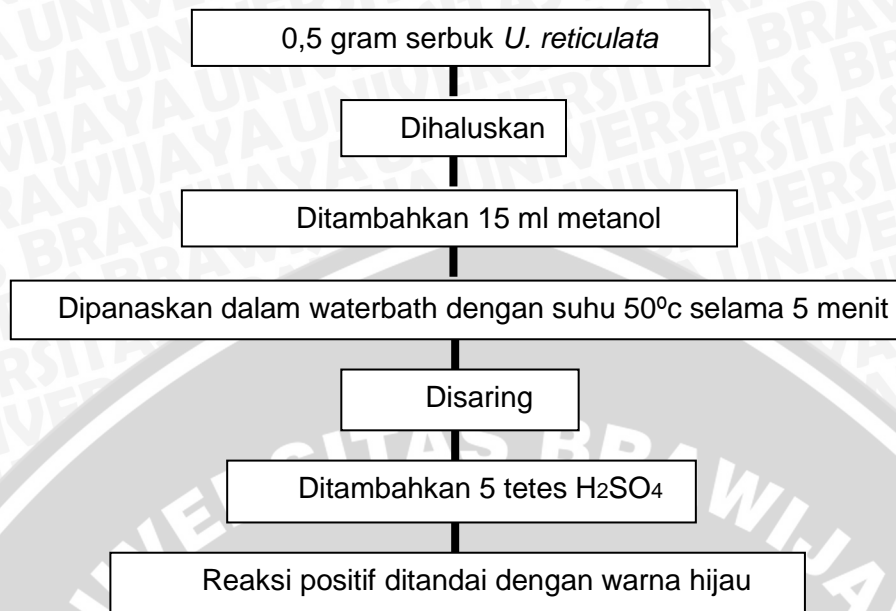 0,5 gram serbuk U. reticulata
Dihaluskan
Ditambahkan 15 ml metanol
Dipanaskan dalam waterbath dengan suhu 50ºc selama 5 menit
Disaring
Ditambahkan 5 tetes H2SO4
Reaksi positif ditandai dengan warna hijau